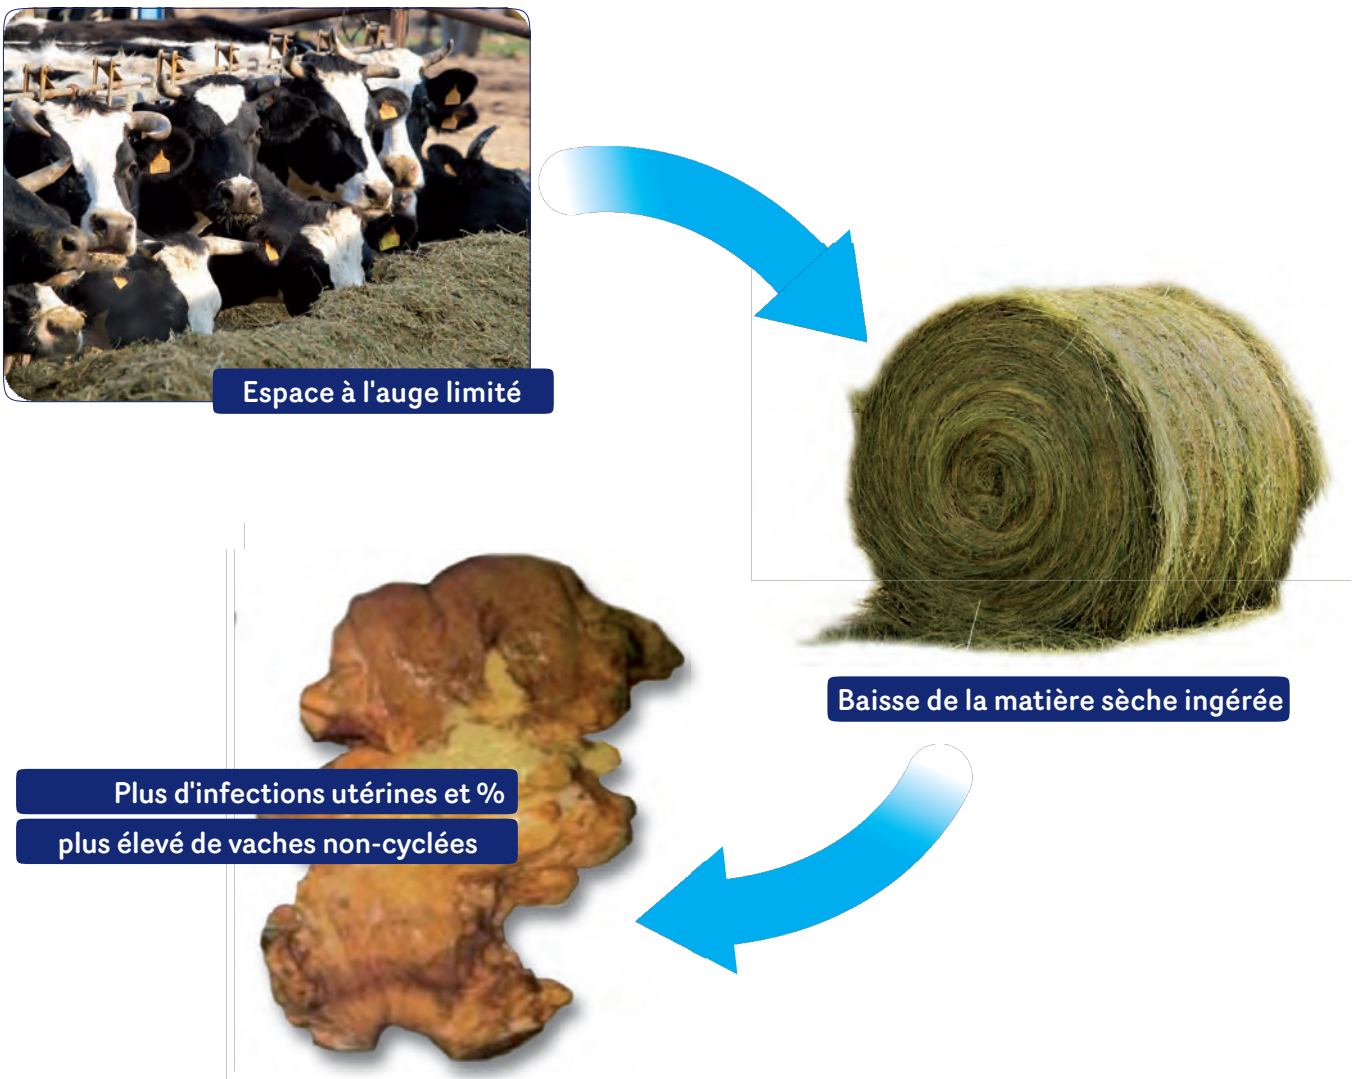 Espace à l'auge limité
Baisse de la matière sèche ingérée
Plus d'infections utérines et %
plus élevé de vaches non-cyclées